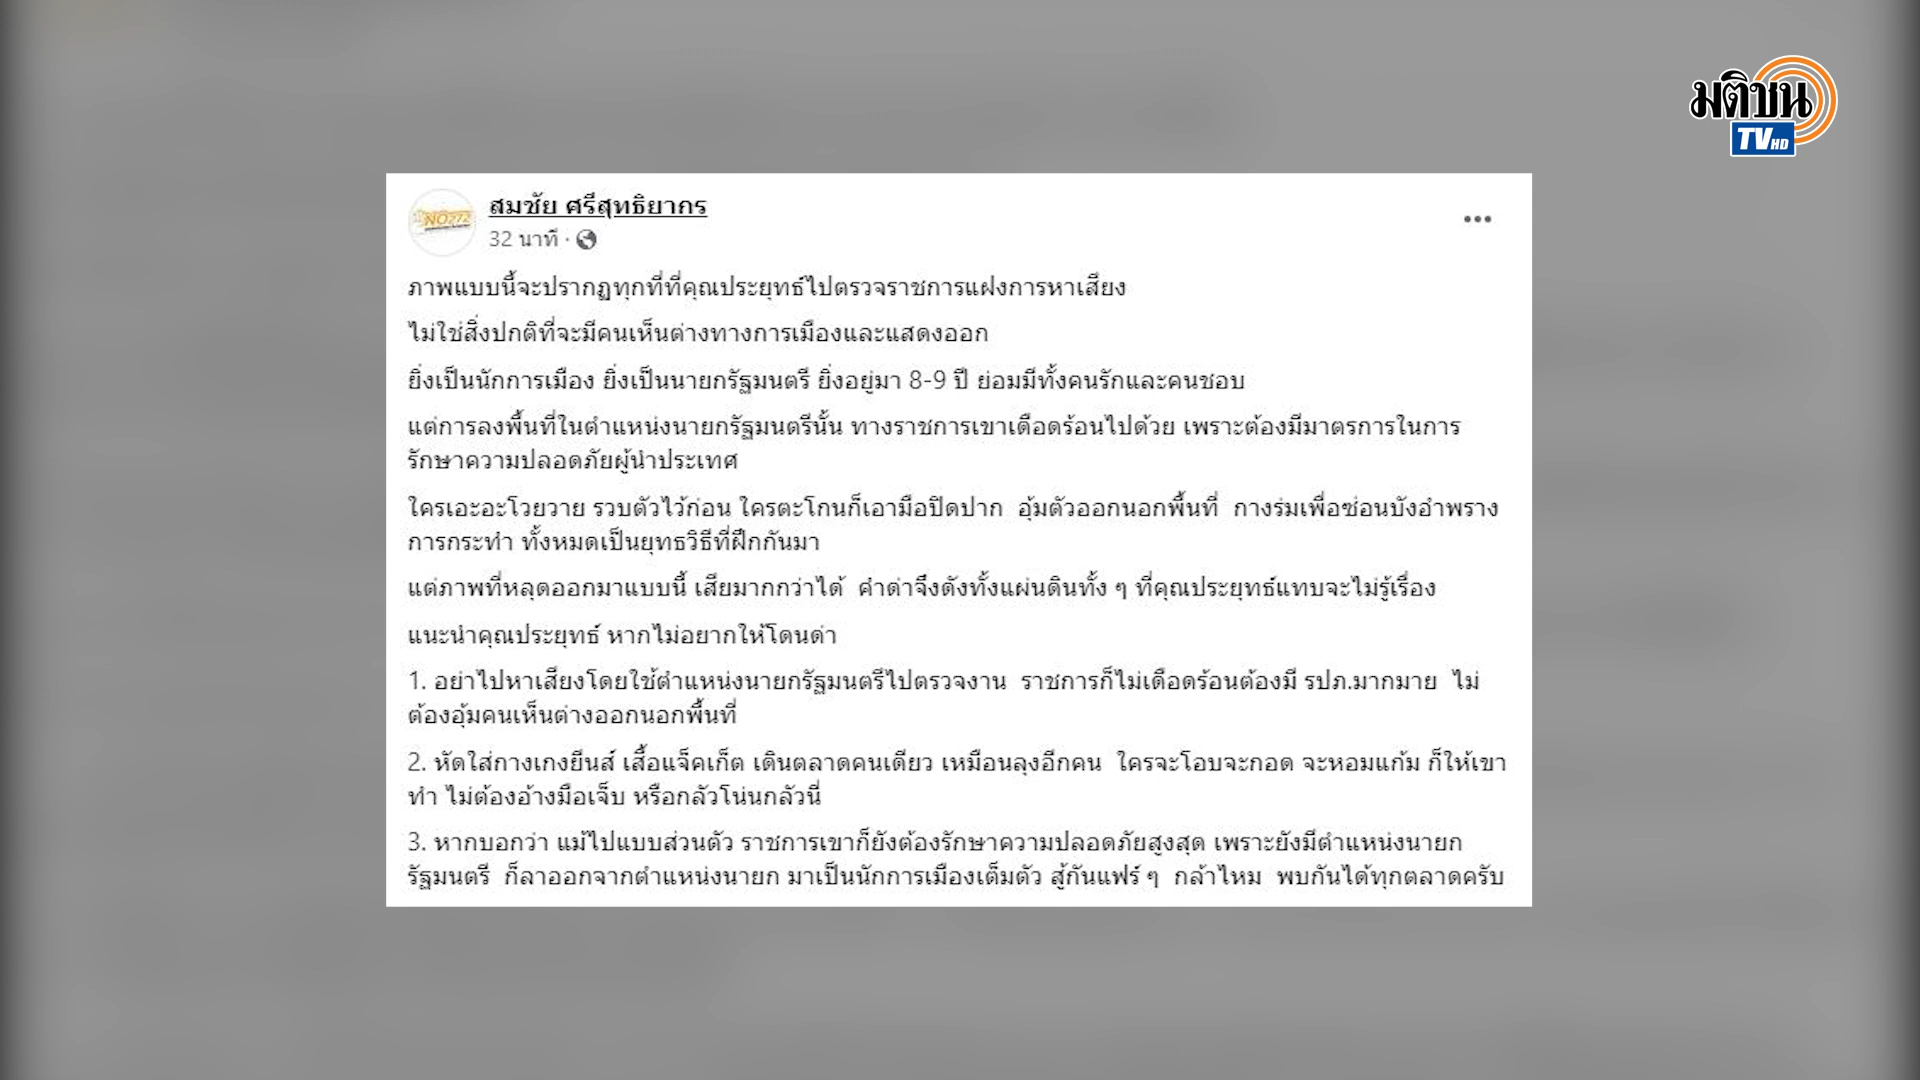 มติชน
TV HD
สมชัย ศรีสุทธิยากร
32 นาที ·
ภาพแบบนี้จะปรากฏทุกที่ที่คุณประยุทธ์ไปตรวจราชการแฝงการหาเสียง
ไม่ใช่สิ่งปกติที่จะมีคนเห็นต่างทางการเมืองและแสดงออก
ยิ่งเป็นนักการเมือง ยิ่งเป็นนายกรัฐมนตรี ยิ่งอยู่มา 8-9 ปี ย่อมมีทั้งคนรักและคนชอบ
แต่การลงพื้นที่ในตำแหน่งนายกรัฐมนตรีนั้น ทางราชการเขาเดือดร้อนไปด้วย เพราะต้องมีมาตรการในการ
รักษาความปลอดภัยผู้นำประเทศ
ใครเอะอะโวยวาย รวบตัวไว้ก่อน ใครตะโกนก็เอามือปิดปาก อุ้มตัวออกนอกพื้นที่ กางร่มเพื่อซ่อนบังอำพราง
การกระทำ ทั้งหมดเป็นยุทธวิธีที่ฝึกกันมา
แต่ภาพที่หลุดออกมาแบบนี้ เสียมากกว่าได้ คำด่าจึงดังทั้งแผ่นดินทั้ง ๆ ที่คุณประยุทธ์แทบจะไม่รู้เรื่อง
แนะนำคุณประยุทธ์ หากไม่อยากให้โดนด่า
1. อย่าไปหาเสียงโดยใช้ตำแหน่งนายกรัฐมนตรีไปตรวจงาน ราชการก็ไม่เดือดร้อนต้องมี รปภ.มากมาย ไม่
ต้องอุ้มคนเห็นต่างออกนอกพื้นที่
2. หัดใส่กางเกงยีนส์ เสื้อแจ็คเก็ต เดินตลาดคนเดียว เหมือนลุงอีกคน ใครจะโอบจะกอด จะหอมแก้ม ก็ให้เขา
ทำ ไม่ต้องอ้างมือเจ็บ หรือกลัวโน่นกลัวนี่
3. หากบอกว่า แม้ไปแบบส่วนตัว ราชการเขาก็ยังต้องรักษาความปลอดภัยสูงสุด เพราะยังมีตำแหน่งนายก
รัฐมนตรี ก็ลาออกจากตำแหน่งนายก มาเป็นนักการเมืองเต็มตัว สู้กันแฟร์ ๆ กล้าไหม พบกันได้ทุกตลาดครับ